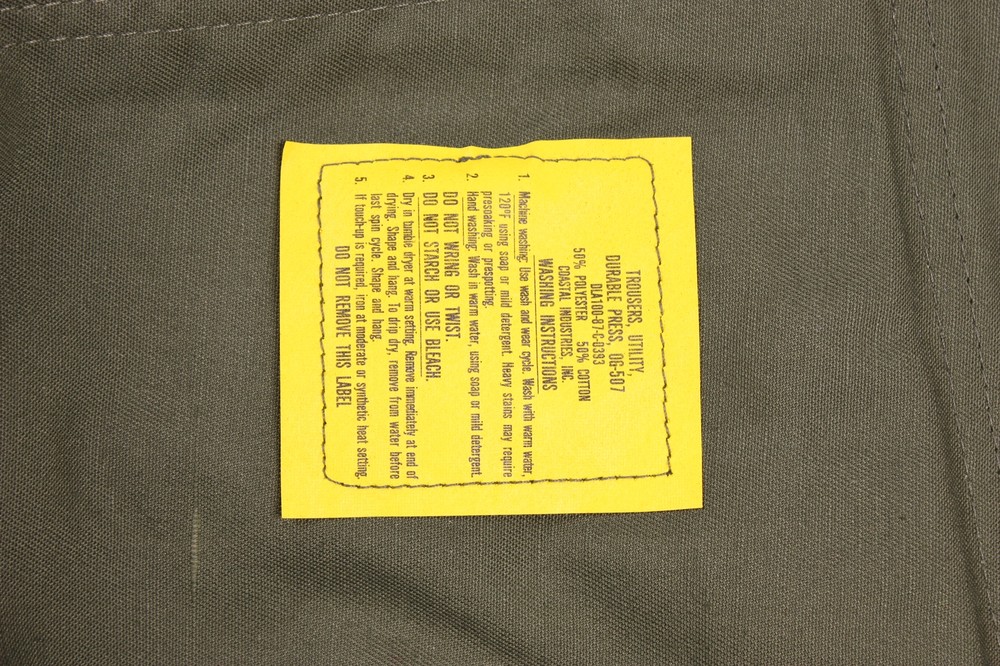 TROUSERS, UTILITY,
DURABLE PRESS, OG-507
DLA100-87-C-0393
50% POLYESTER 50% COTTON
COASTAL INDUSTRIES, INC.
WASHING INSTRUCTIONS
1. Machine washing: Use wash and wear cycle. Wash with warm water,
120°F using soap or mild detergent. Heavy stains may require
presoaking or prespotting.
2. Hand washing: Wash in warm water, using soap or mild detergent.
DO NOT WRING OR TWIST.
3. DO NOT STARCH OR USE BLEACH.
4. Dry in tumble dryer at warm setting. Remove immediately at end of
drying. Shape and hang. To drip dry, remove from water before
last spin cycle. Shape and hang.
5. If touch-up is required, iron at moderate or synthetic heat setting.
DO NOT REMOVE THIS LABEL